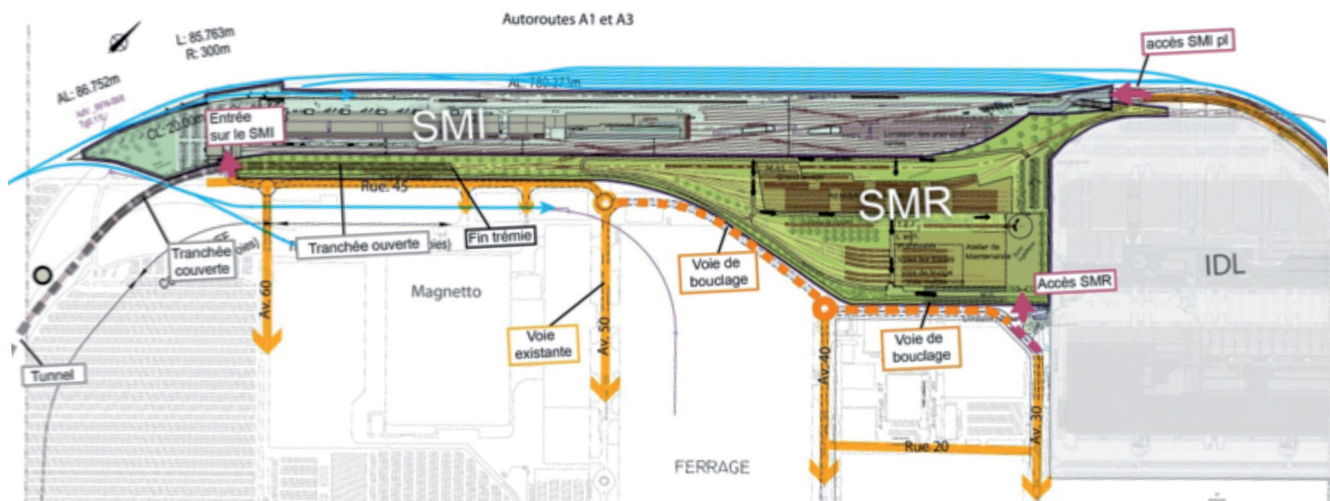 Autoroutes A1 et A3
L: 85.763m
R: 300m
accès SMI pl
AL: 86.752m
AL: 780.273m
Entrée
sur le SMI
SMI
Rue 45
SMR
Tranchée
couverte
Tranchée ouverte
Fin trémie
Atelier de
Maintenance
IDL
Voie de
bouclage
Accès SMR
Magnetto
Av. 60
Av. 50
Voie
existante
Av. 40
Voie de
bouclage
Tunnel
Av. 30
Rue 20
FERRAGE